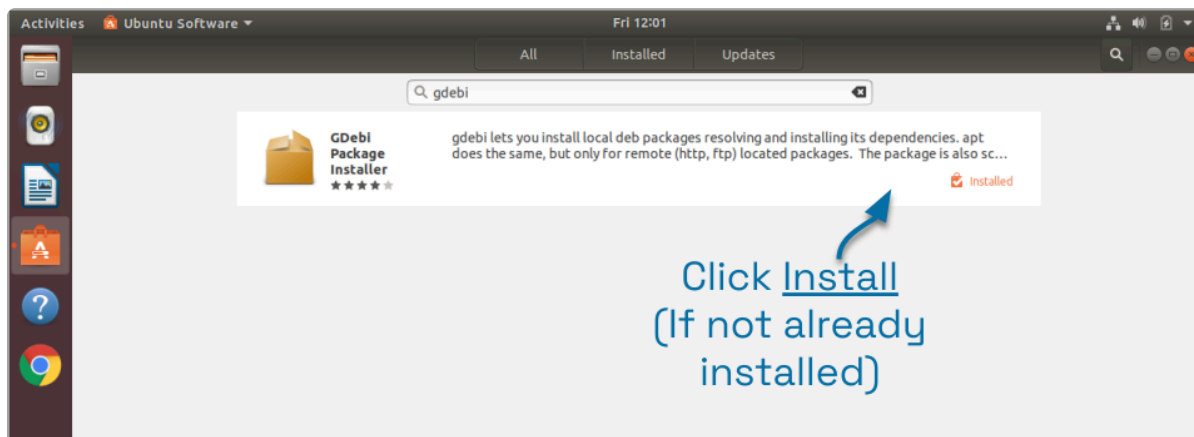 Activities Ubuntu Software Fri 12:01
All Installed Updates
gdebi
GDebi
Package
Installer
gdebi lets you install local deb packages resolving and installing its dependencies. apt
does the same, but only for remote (http, ftp) located packages. The package is also sc...
Installed
Click Install
(If not already
installed)